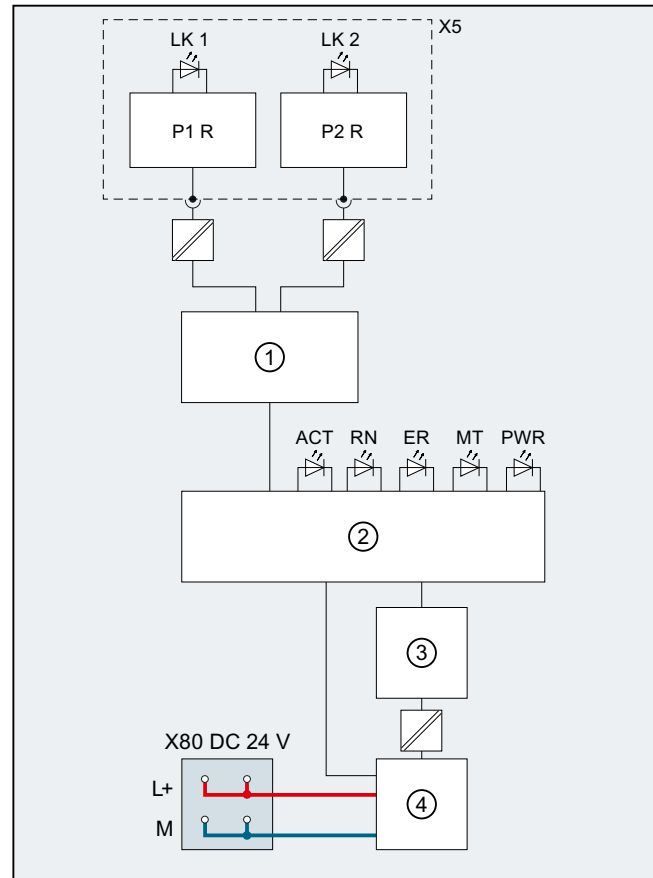 X5
LK 1 LK 2
P1 R P2 R
1
ACT RN ER MT PWR
2
3
X80 DC 24 V
L+
4
M